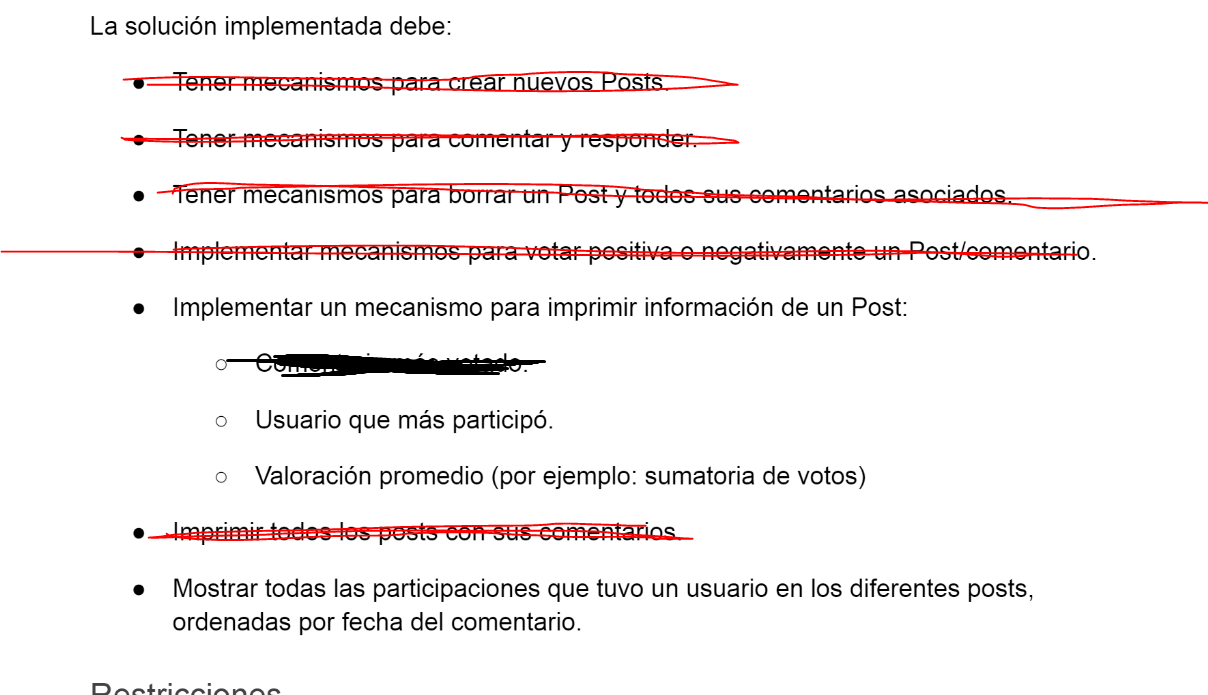 La solución implementada debe:
● Tener mecanismos para crear nuevos Posts.
● Tener mecanismos para comentar y responder.
● Tener mecanismos para borrar un Post y todos sus comentarios asociados.
● Implementar mecanismos para votar positiva o negativamente un Post/comentario.
● Implementar un mecanismo para imprimir información de un Post:
○ Comentario más votado.
○ Usuario que más participó.
○ Valoración promedio (por ejemplo: sumatoria de votos)
● Imprimir todos los posts con sus comentarios.
● Mostrar todas las participaciones que tuvo un usuario en los diferentes posts,
ordenadas por fecha del comentario.
Restricciones